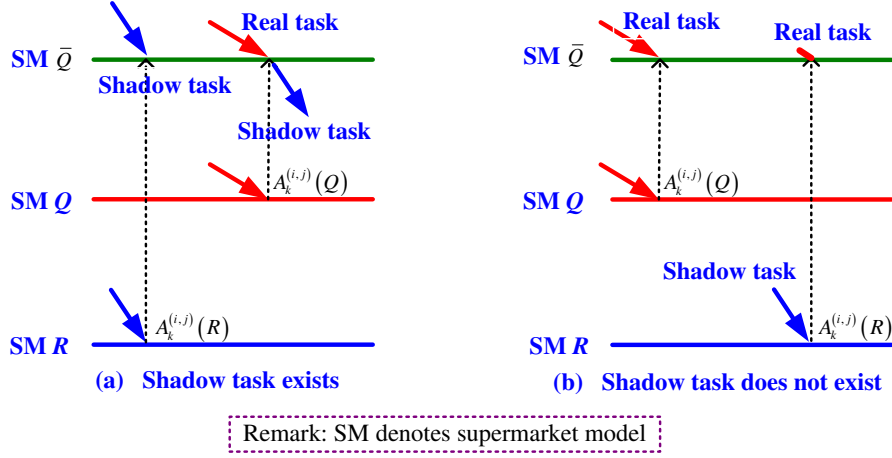 Real task
SM Q̄
Shadow task
Shadow task
A_k^{(i,j)}(Q)
SM Q
A_k^{(i,j)}(R)
SM R
(a) Shadow task exists
Real task
Real task
SM Q̄
A_k^{(i,j)}(Q)
SM Q
Shadow task
A_k^{(i,j)}(R)
SM R
(b) Shadow task does not exist
Remark: SM denotes supermarket model